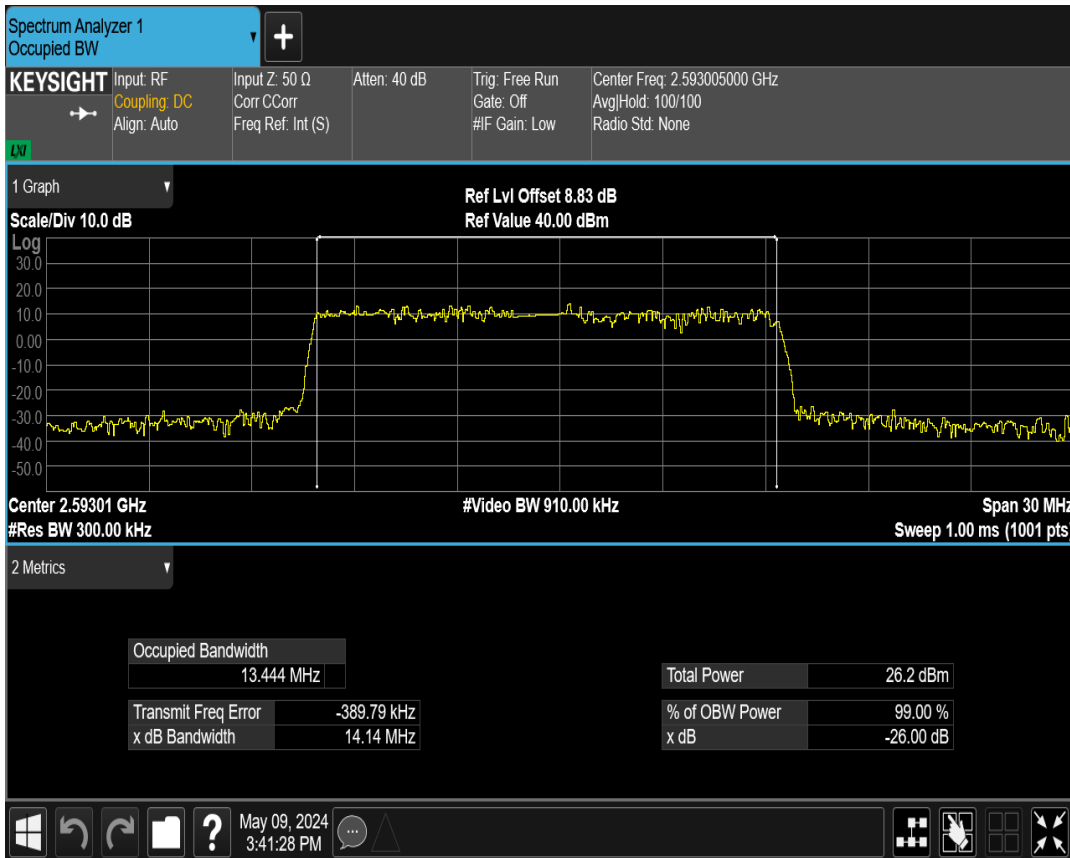 Spectrum Analyzer 1
Occupied BW
+
KEYSIGHT
LXI
Input: RF
Coupling: DC
Align: Auto
Input Z: 50 Ω
Corr CCorr
Freq Ref: Int (S)
Atten: 40 dB
Trig: Free Run
Gate: Off
#IF Gain: Low
Center Freq: 2.593005000 GHz
Avg|Hold: 100/100
Radio Std: None
1 Graph
Scale/Div 10.0 dB
Ref Lvl Offset 8.83 dB
Ref Value 40.00 dBm
Log
30.0
20.0
10.0
0.00
-10.0
-20.0
-30.0
-40.0
-50.0
Center 2.59301 GHz
#Video BW 910.00 kHz
Span 30 MHz
#Res BW 300.00 kHz
Sweep 1.00 ms (1001 pts)
2 Metrics
Occupied Bandwidth
13.444 MHz
Total Power 26.2 dBm
Transmit Freq Error -389.79 kHz
% of OBW Power 99.00 %
x dB Bandwidth 14.14 MHz
x dB -26.00 dB
?
May 09, 2024
3:41:28 PM